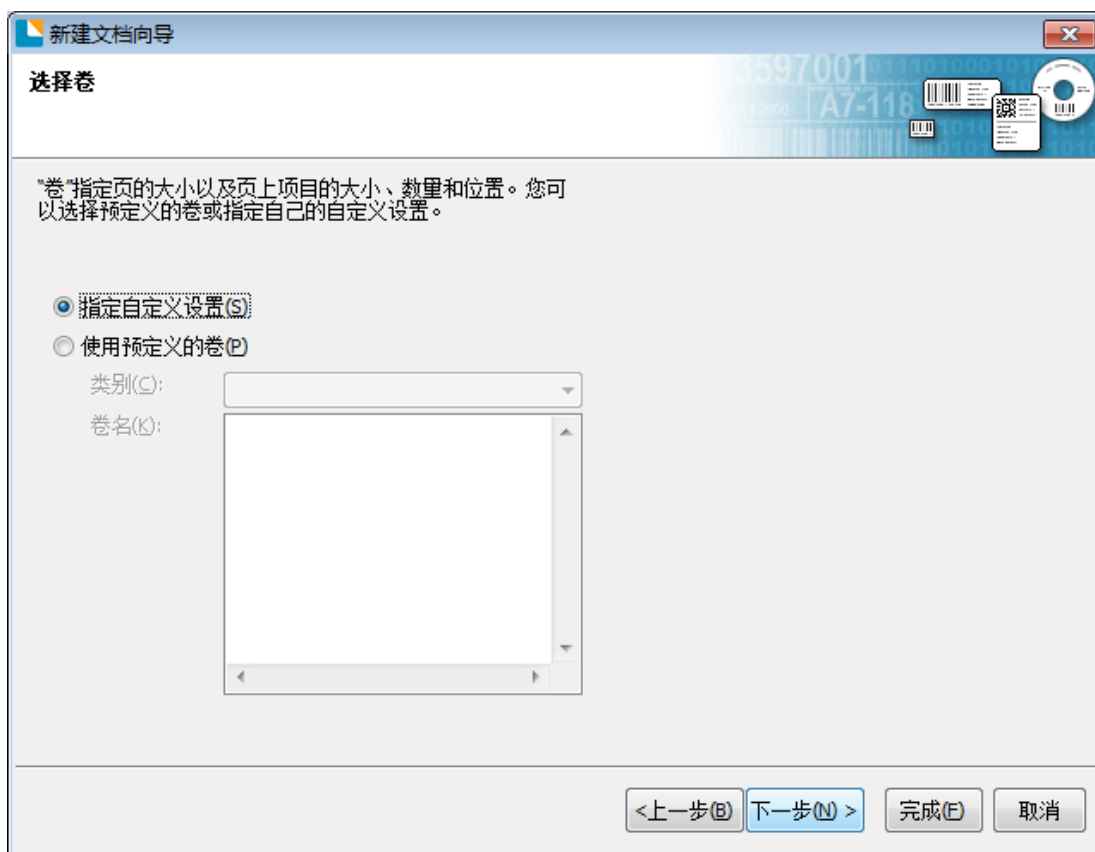 新建文档向导
选择卷
3597001
A7-118
"卷"指定页的大小以及页上项目的大小、数量和位置。您可
以选择预定义的卷或指定自己的自定义设置。
指定自定义设置(S)
使用预定义的卷(P)
类别(C):
卷名(K):
<上一步(B)
下一步(N) >
完成(F)
取消